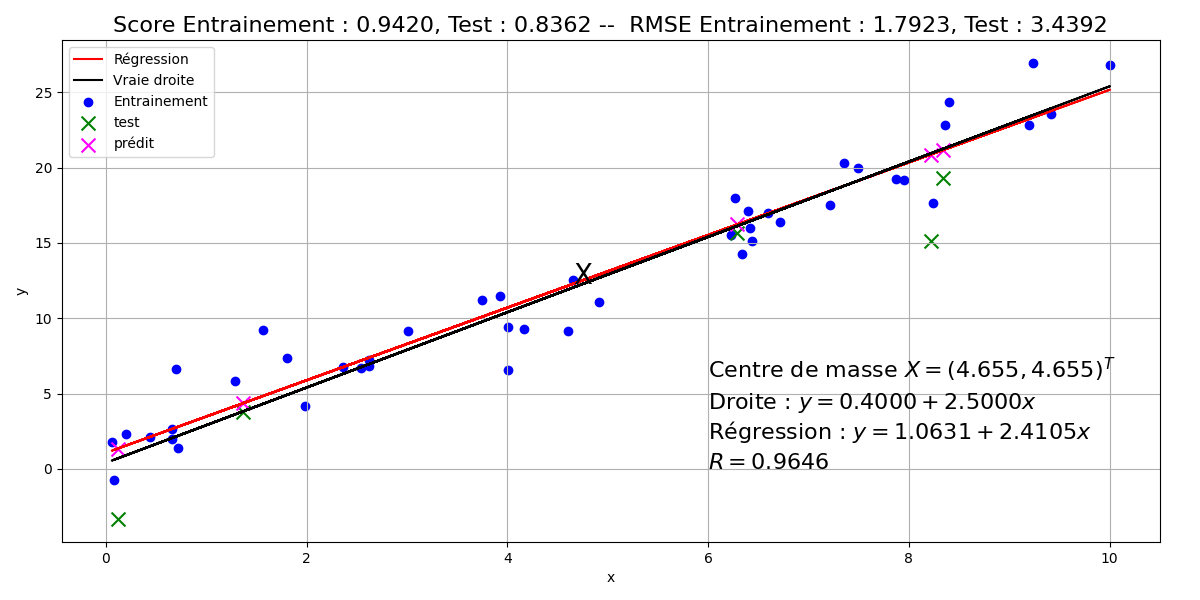 Score Entrainement : 0.9420, Test : 0.8362 -- RMSE Entrainement : 1.7923, Test : 3.4392
Régression
Vraie droite
Entrainement
test
prédit
25
20
15
10
5
0
y
X
Centre de masse X = (4.655, 4.655)^T
Droite : y = 0.4000 + 2.5000x
Régression : y = 1.0631 + 2.4105x
R = 0.9646
0 2 4 6 8 10
x